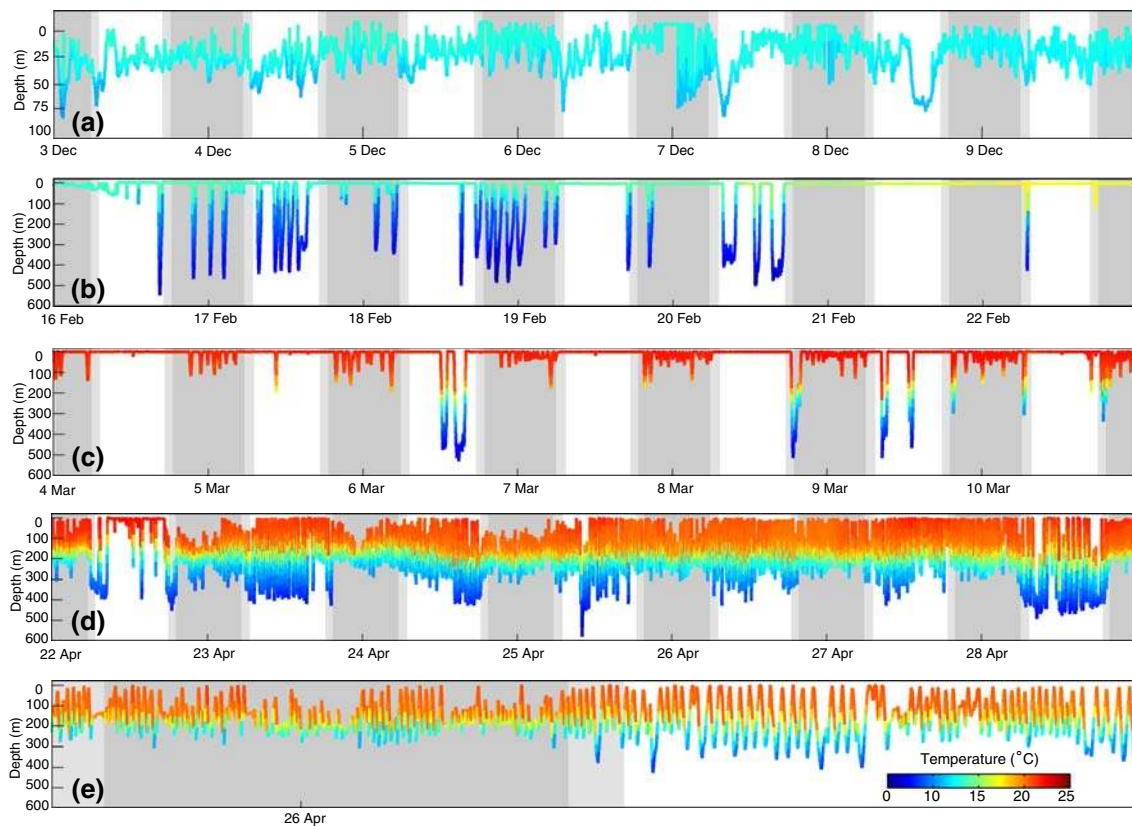 Depth (m)
0
25
50
75
100
(a)
3 Dec 4 Dec 5 Dec 6 Dec 7 Dec 8 Dec 9 Dec
Depth (m)
0
100
200
300
400
500
600
(b)
16 Feb 17 Feb 18 Feb 19 Feb 20 Feb 21 Feb 22 Feb
Depth (m)
0
100
200
300
400
500
600
(c)
4 Mar 5 Mar 6 Mar 7 Mar 8 Mar 9 Mar 10 Mar
Depth (m)
0
100
200
300
400
500
600
(d)
22 Apr 23 Apr 24 Apr 25 Apr 26 Apr 27 Apr 28 Apr
Depth (m)
0
100
200
300
400
500
600
(e)
Temperature (°C)
0 10 15 20 25
26 Apr